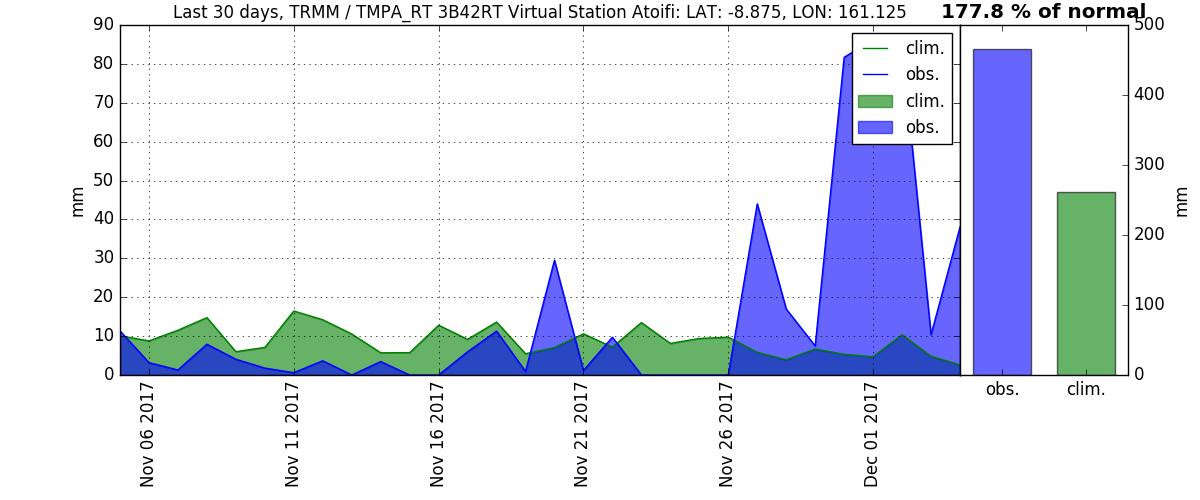 Last 30 days, TRMM / TMPA_RT 3B42RT Virtual Station Atoifi: LAT: -8.875, LON: 161.125
177.8 % of normal
90
80
70
60
50
40
30
20
10
0
mm
clim.
obs.
clim.
obs.
Nov 06 2017
Nov 11 2017
Nov 16 2017
Nov 21 2017
Nov 26 2017
Dec 01 2017
500
400
300
200
100
0
mm
obs.
clim.